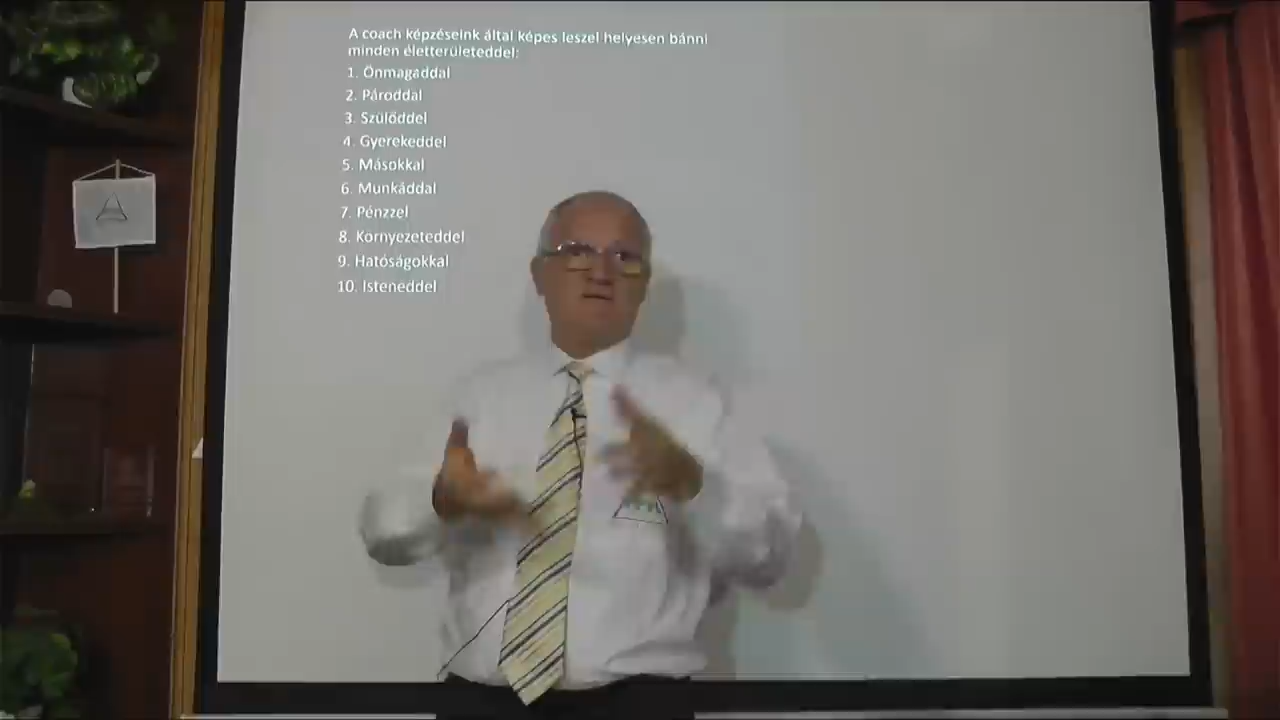 A coach képzéseink által képes leszel helyesen bánni
minden életterületeddel:
1. Önmagaddal
2. Pároddal
3. Szülőddel
4. Gyerekeddel
5. Másokkal
6. Munkáddal
7. Pénzzel
8. Környezeteddel
9. Hatóságokkal
10. Isteneddel